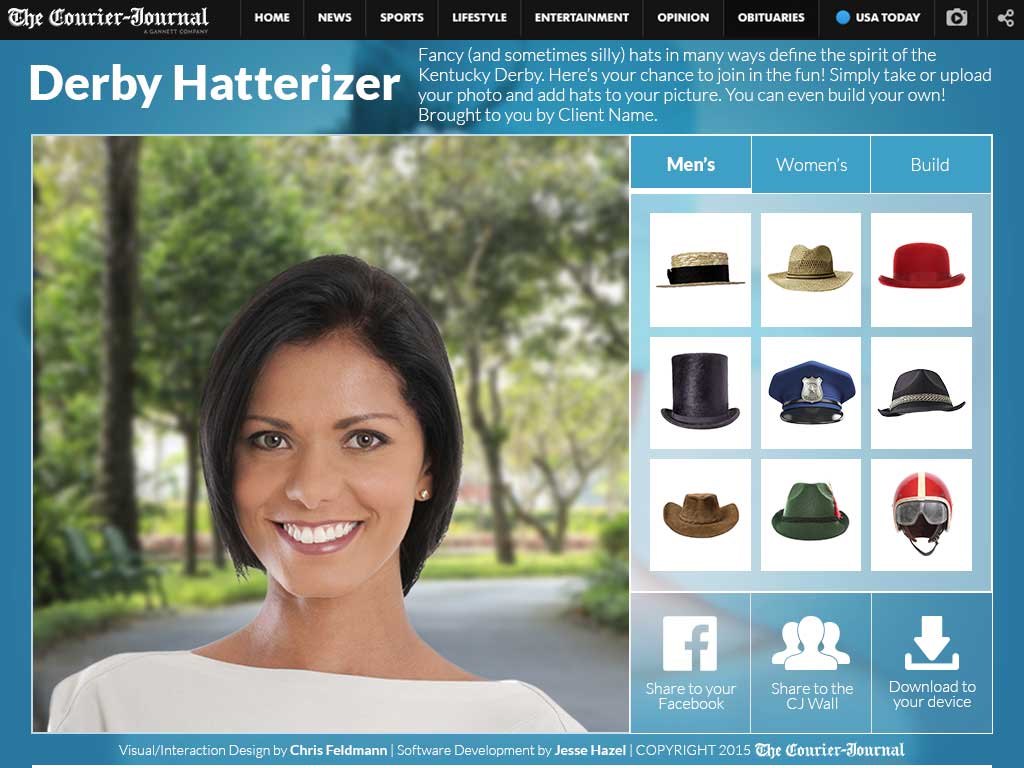 The Courier-Journal
A GANNETT COMPANY
HOME
NEWS
SPORTS
LIFESTYLE
ENTERTAINMENT
OPINION
OBITUARIES
USA TODAY
Derby Hatterizer
Fancy (and sometimes silly) hats in many ways define the spirit of the
Kentucky Derby. Here's your chance to join in the fun! Simply take or upload
your photo and add hats to your picture. You can even build your own!
Brought to you by Client Name.
Men's
Women's
Build
Share to your
Facebook
Share to the
CJ Wall
Download to
your device
Visual/Interaction Design by Chris Feldmann | Software Development by Jesse Hazel | COPYRIGHT 2015 The Courier-Journal